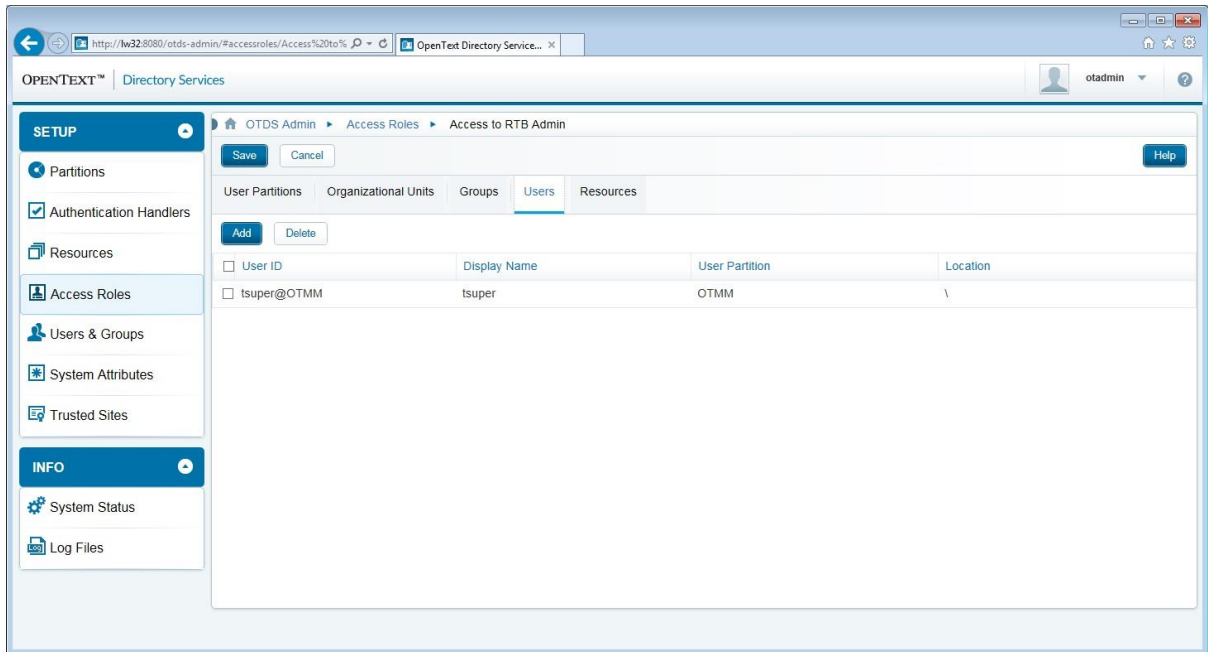 http://lw32:8080/otds-admin/#accessroles/Access%20to%
OpenText Directory Service...
OPENTEXT™ | Directory Services
otadmin
SETUP
Partitions
Authentication Handlers
Resources
Access Roles
Users & Groups
System Attributes
Trusted Sites
INFO
System Status
Log
Log Files
OTDS Admin ▸ Access Roles ▸ Access to RTB Admin
Save Cancel Help
User Partitions Organizational Units Groups Users Resources
Add Delete
User ID Display Name User Partition Location
tsuper@OTMM tsuper OTMM \